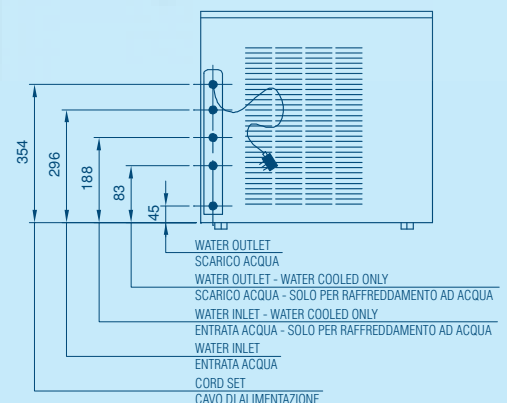 354
296
188
83
45
WATER OUTLET
SCARICO ACQUA
WATER OUTLET - WATER COOLED ONLY
SCARICO ACQUA - SOLO PER RAFFREDDAMENTO AD ACQUA
WATER INLET - WATER COOLED ONLY
ENTRATA ACQUA - SOLO PER RAFFREDDAMENTO AD ACQUA
WATER INLET
ENTRATA ACQUA
CORD SET
CAVO DI ALIMENTAZIONE